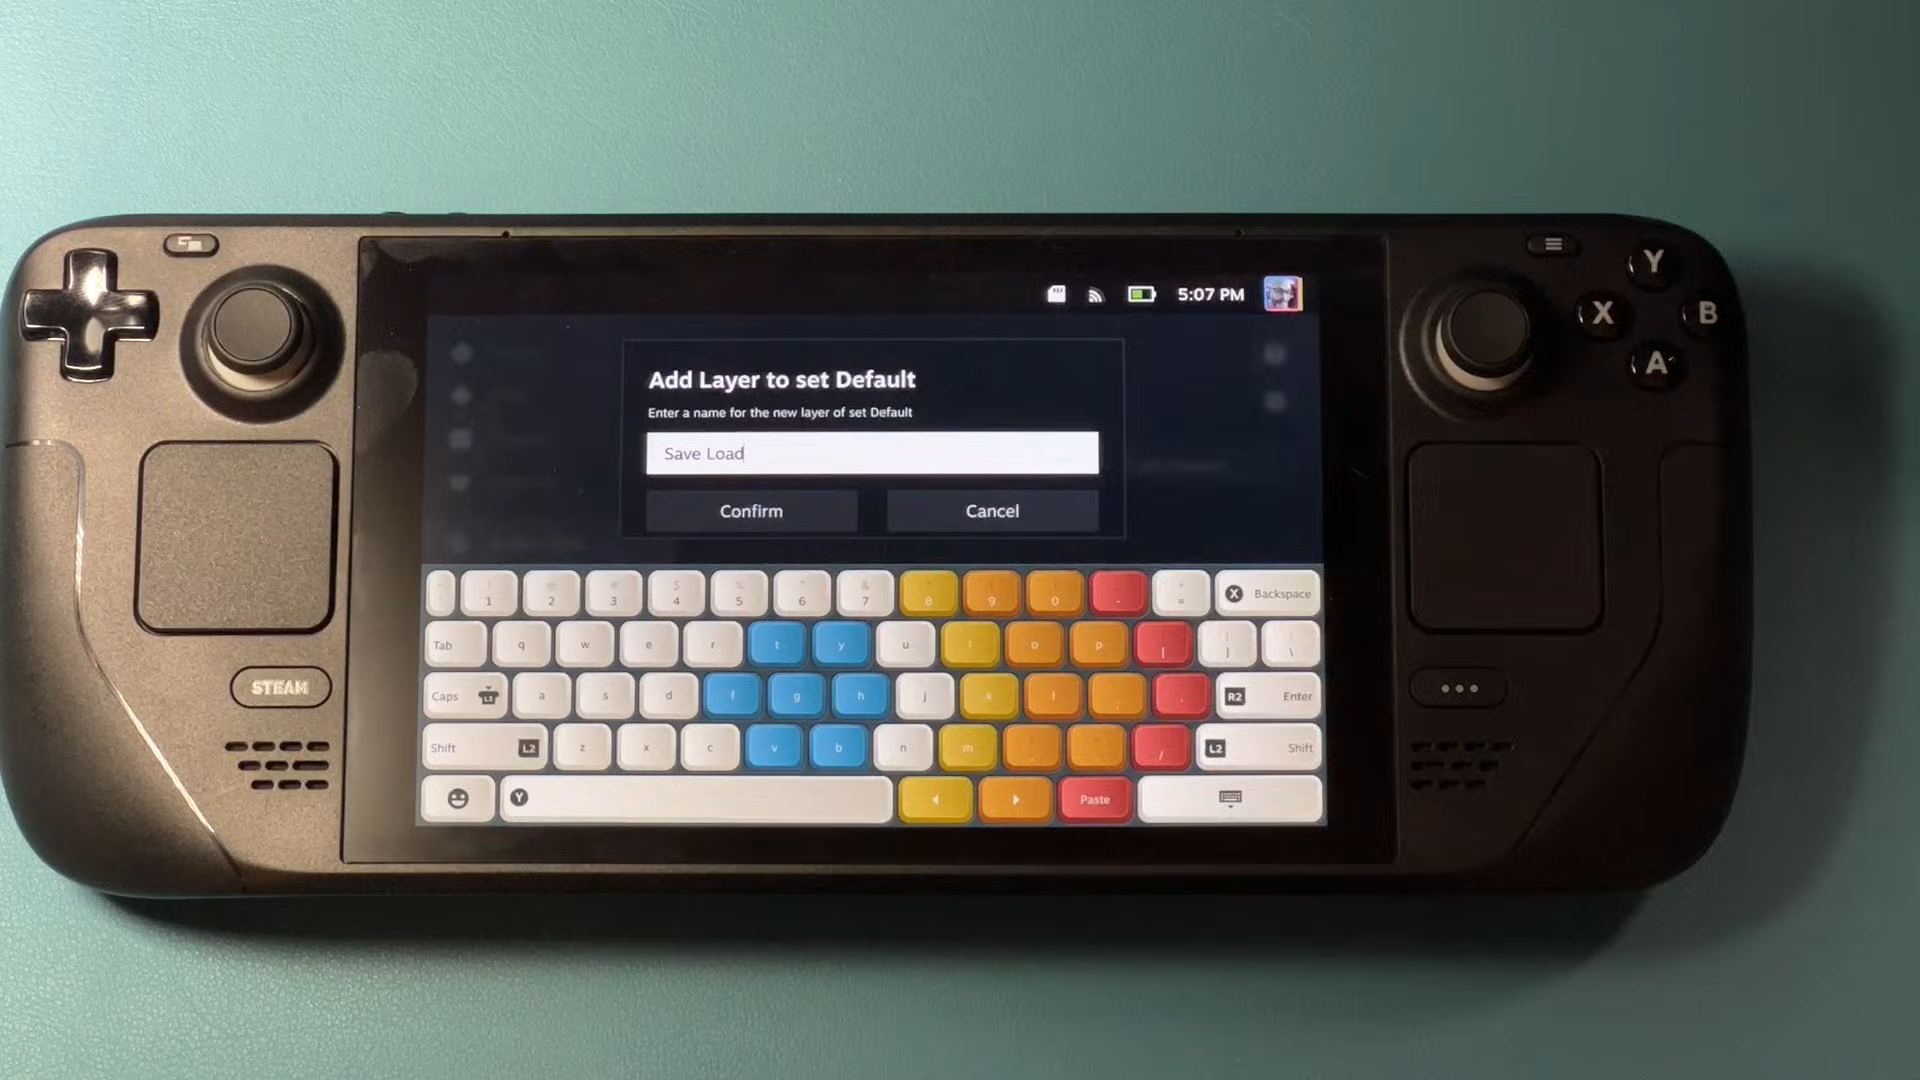 Y
X B
A
5:07 PM
Add Layer to set Default
Enter a name for the new layer of set Default
Save Load
Confirm Cancel
1 2 3 $ 4 5 ^ 6 & 7 8 9 0 - + = X Backspace
Tab q w e r t y u i o p [ ] \
Caps L3 a s d f g h j k l ; R2 Enter
Shift L2 z x c v b n m . / L2 Shift
Y Paste
STEAM